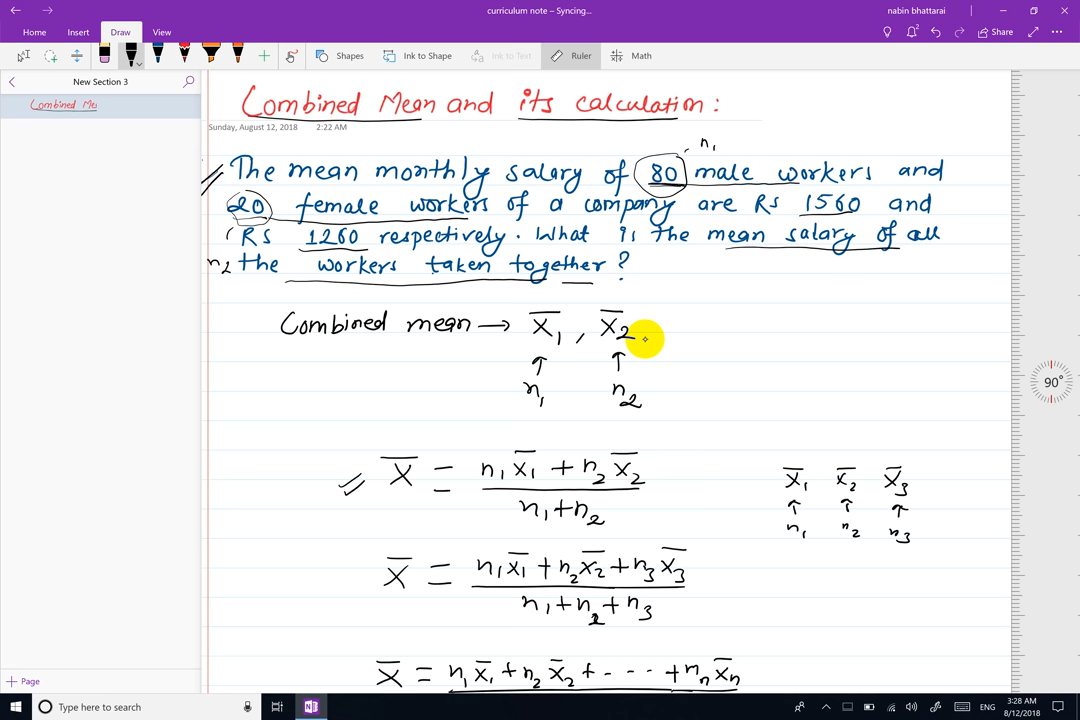 curriculum note - Syncing...
nabin bhattarai
Home Insert Draw View
Share
Shapes
Ink to Shape
Ink to Text
Ruler
Math
New Section 3
Combined Me
Combined Mean and its calculation:
Sunday, August 12, 2018 2:22 AM
n₁
The mean monthly salary of 80 male workers and
20 female workers of a company are Rs 1560 and
Rs 1260 respectively. What is the mean salary of all
n₂ the workers taken together?
Combined mean → X̅₁, X̅₂
↑ ↑
n₁ n₂
X̅ = (n₁X̅₁ + n₂X̅₂) / (n₁+n₂)
X̅₁ X̅₂ X̅₃
↑ ↑ ↑
n₁ n₂ n₃
X̅ = (n₁X̅₁ + n₂X̅₂ + n₃X̅₃) / (n₁+n₂+n₃)
X̅ = n₁X̅₁ + n₂X̅₂ + - - -- + nₙX̅ₙ
90°
+ Page
Type here to search
ENG
3:28 AM
8/12/2018